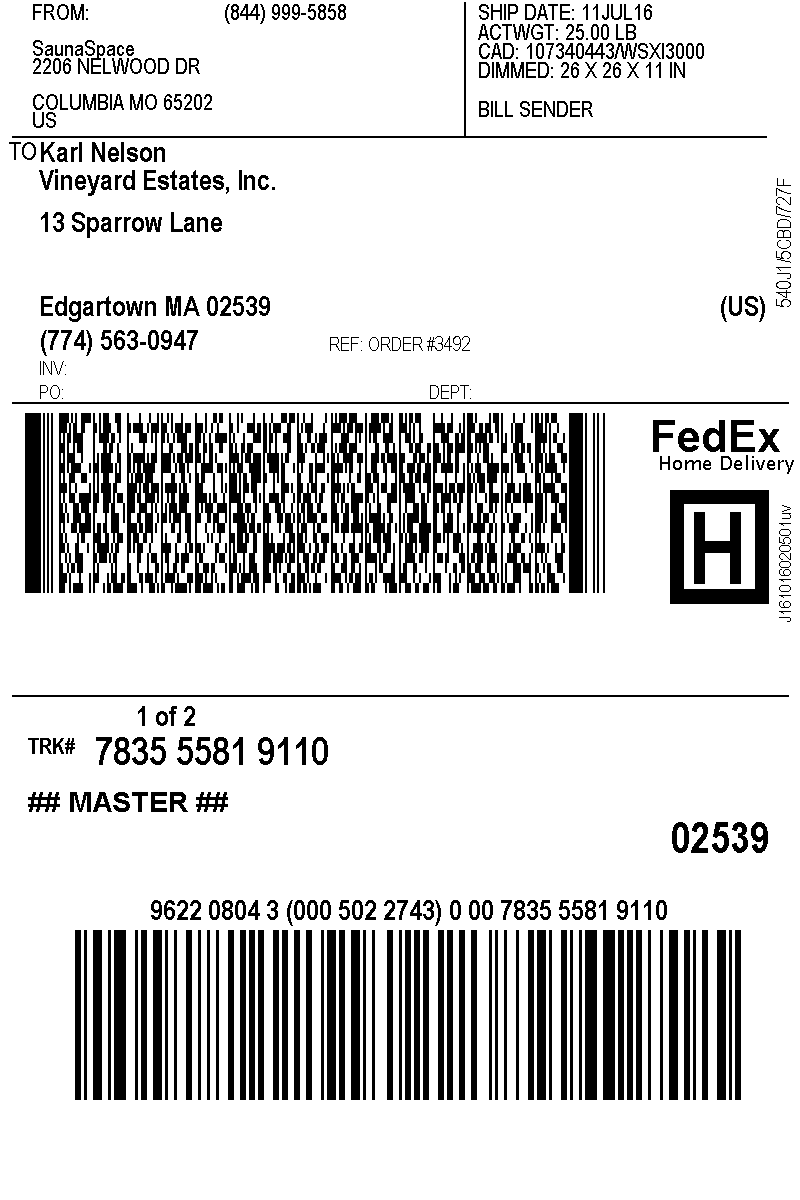 FROM: (844) 999-5858
SaunaSpace
2206 NELWOOD DR
COLUMBIA MO 65202
US
SHIP DATE: 11JUL16
ACTWGT: 25.00 LB
CAD: 107340443/WSXI3000
DIMMED: 26 X 26 X 11 IN
BILL SENDER
TO Karl Nelson
Vineyard Estates, Inc.
13 Sparrow Lane
Edgartown MA 02539 (US)
(774) 563-0947 REF: ORDER #3492
INV:
PO: DEPT:
540J1/5CBD/727F
FedEx
Home Delivery
H
J161016020501uv
1 of 2
TRK# 7835 5581 9110
## MASTER ##
02539
9622 0804 3 (000 502 2743) 0 00 7835 5581 9110